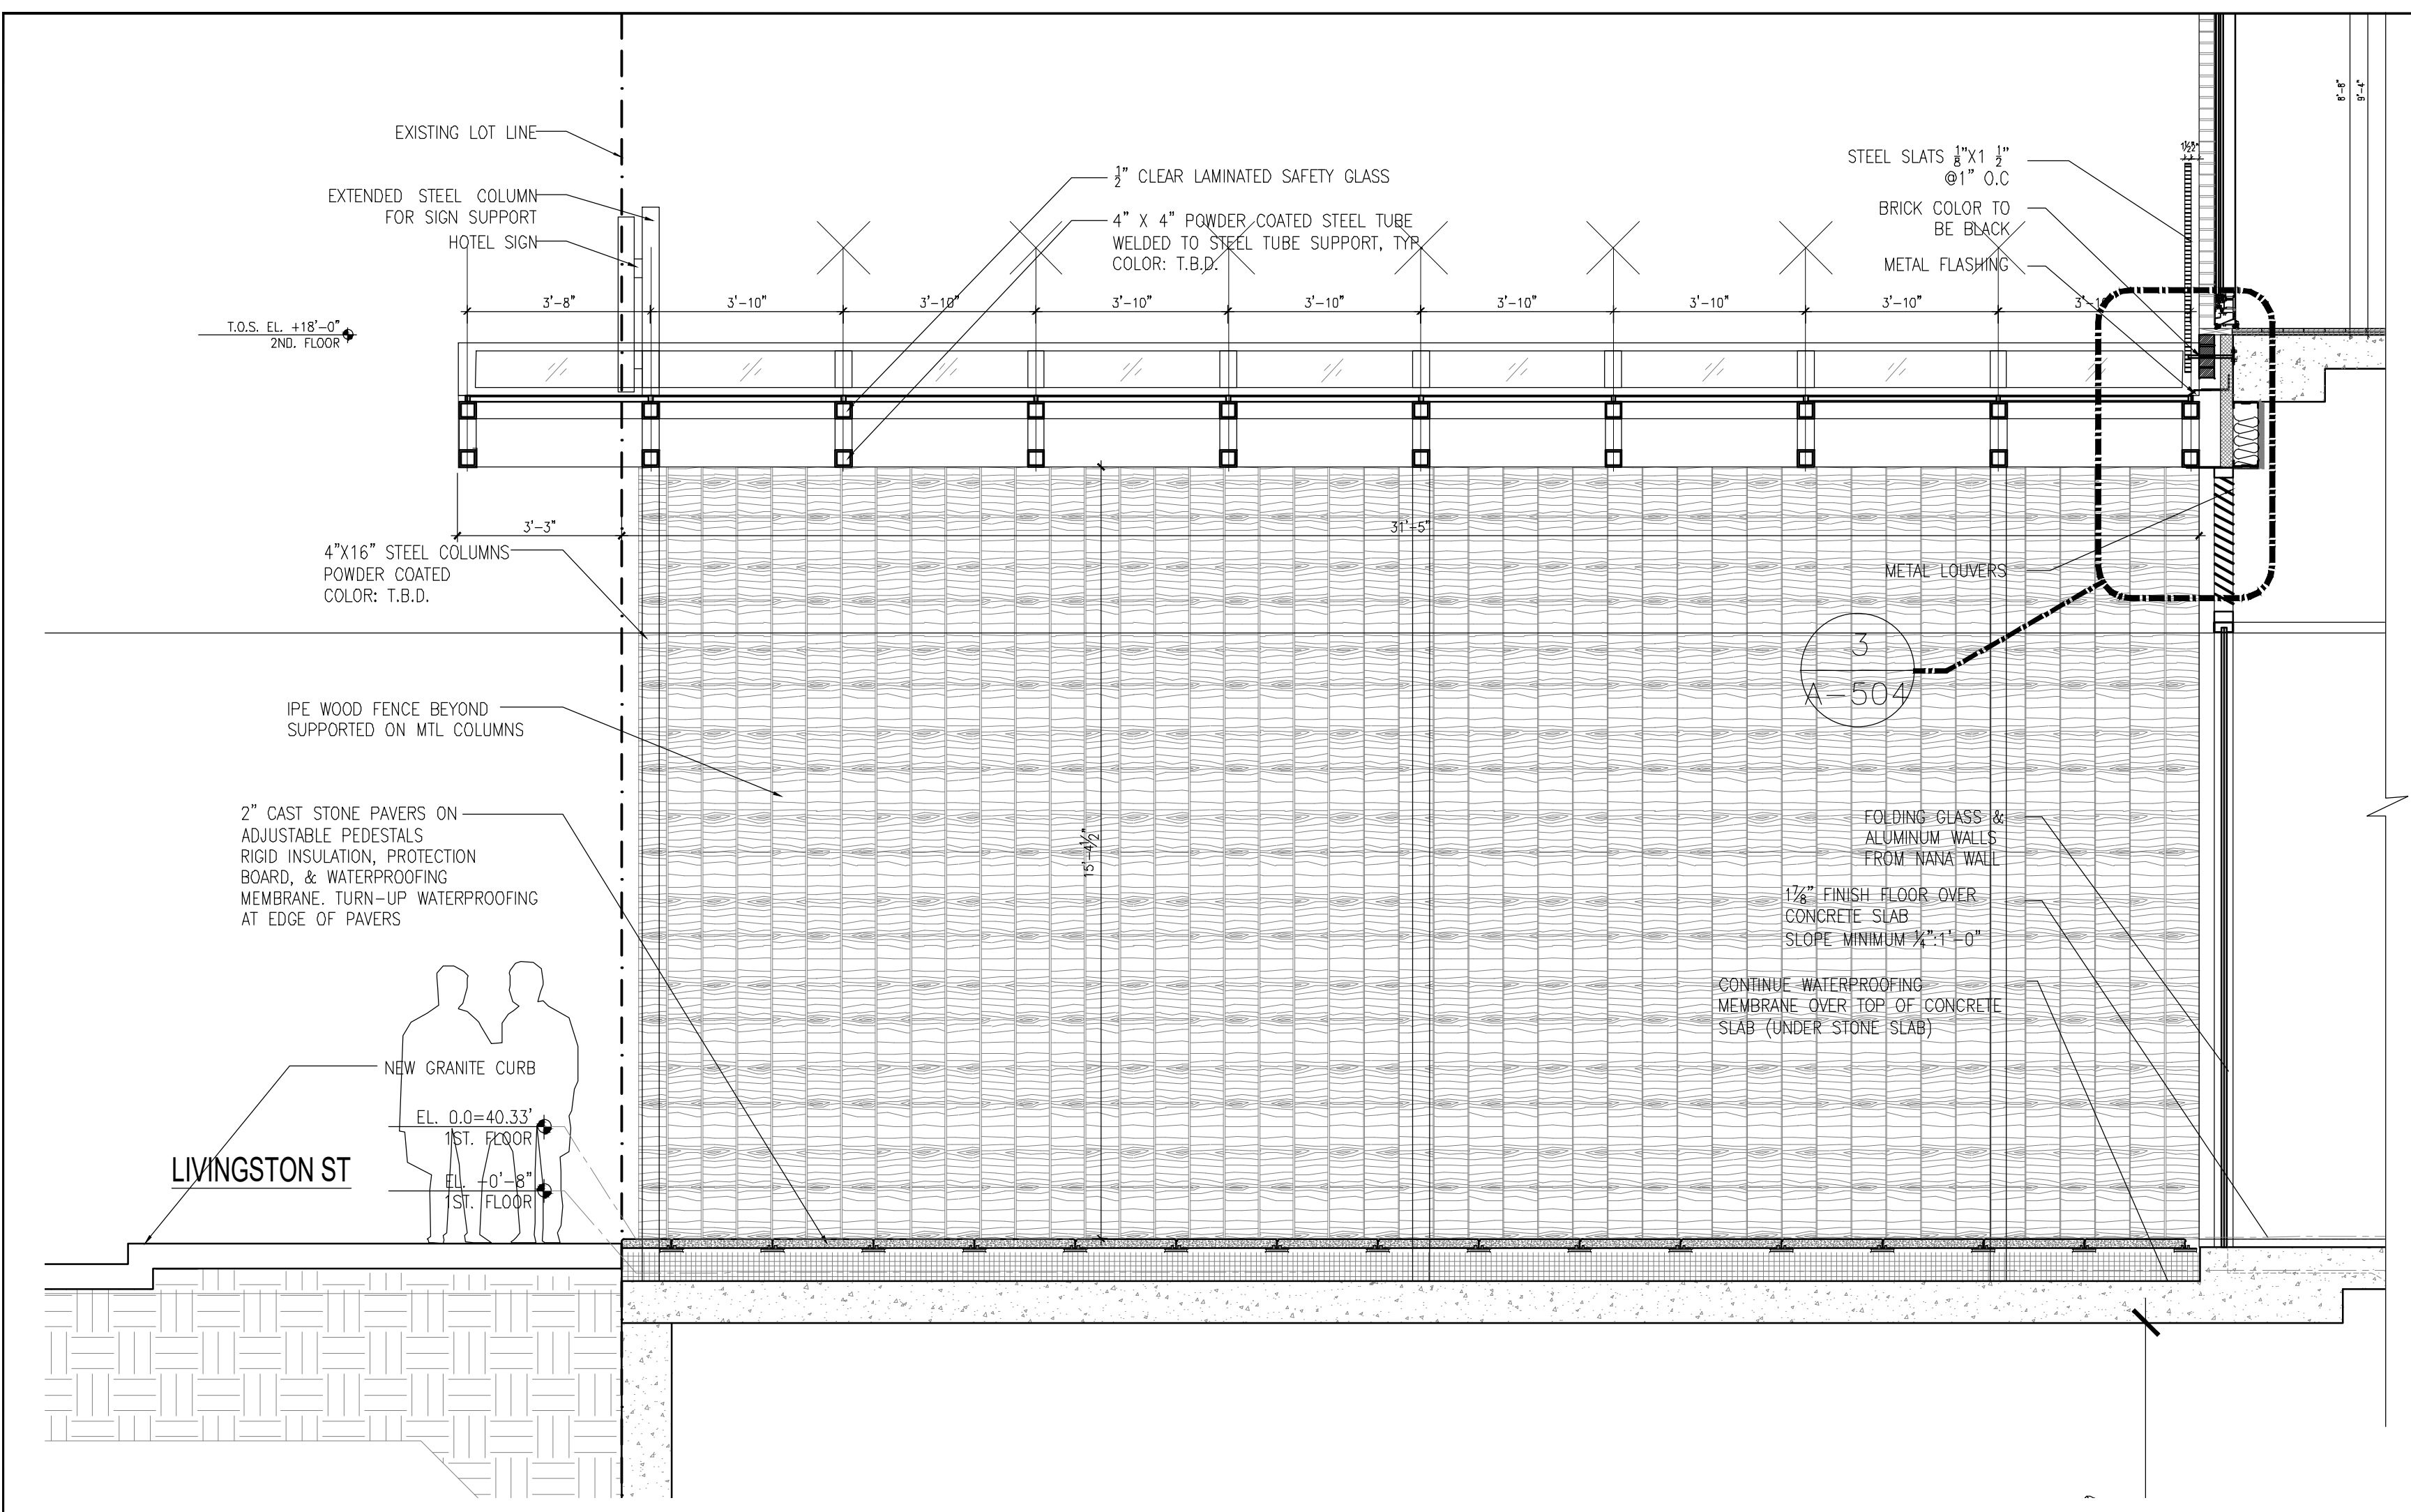 8'-8"
9'-4"
EXISTING LOT LINE
EXTENDED STEEL COLUMN
FOR SIGN SUPPORT
HOTEL SIGN
1/2" CLEAR LAMINATED SAFETY GLASS
4" X 4" POWDER COATED STEEL TUBE
WELDED TO STEEL TUBE SUPPORT, TYP.
COLOR: T.B.D.
STEEL SLATS 1/8"X1 1/2"
@1" O.C
BRICK COLOR TO
BE BLACK
METAL FLASHING
3'-8"
3'-10"
3'-10"
3'-10"
3'-10"
3'-10"
3'-10"
3'-10"
T.O.S. EL. +18'-0"
2ND. FLOOR
3'-3"
31'-5"
4"X16" STEEL COLUMNS
POWDER COATED
COLOR: T.B.D.
METAL LOUVERS
3
A-504
IPE WOOD FENCE BEYOND
SUPPORTED ON MTL COLUMNS
2" CAST STONE PAVERS ON
ADJUSTABLE PEDESTALS
RIGID INSULATION, PROTECTION
BOARD, & WATERPROOFING
MEMBRANE. TURN-UP WATERPROOFING
AT EDGE OF PAVERS
15'-4½"
FOLDING GLASS &
ALUMINUM WALLS
FROM NANA WALL
1⅞" FINISH FLOOR OVER
CONCRETE SLAB
SLOPE MINIMUM ¼":1'-0"
CONTINUE WATERPROOFING
MEMBRANE OVER TOP OF CONCRETE
SLAB (UNDER STONE SLAB)
NEW GRANITE CURB
EL. 0.0=40.33'
1ST. FLOOR
LIVINGSTON ST
EL. -0'-8"
1ST. FLOOR